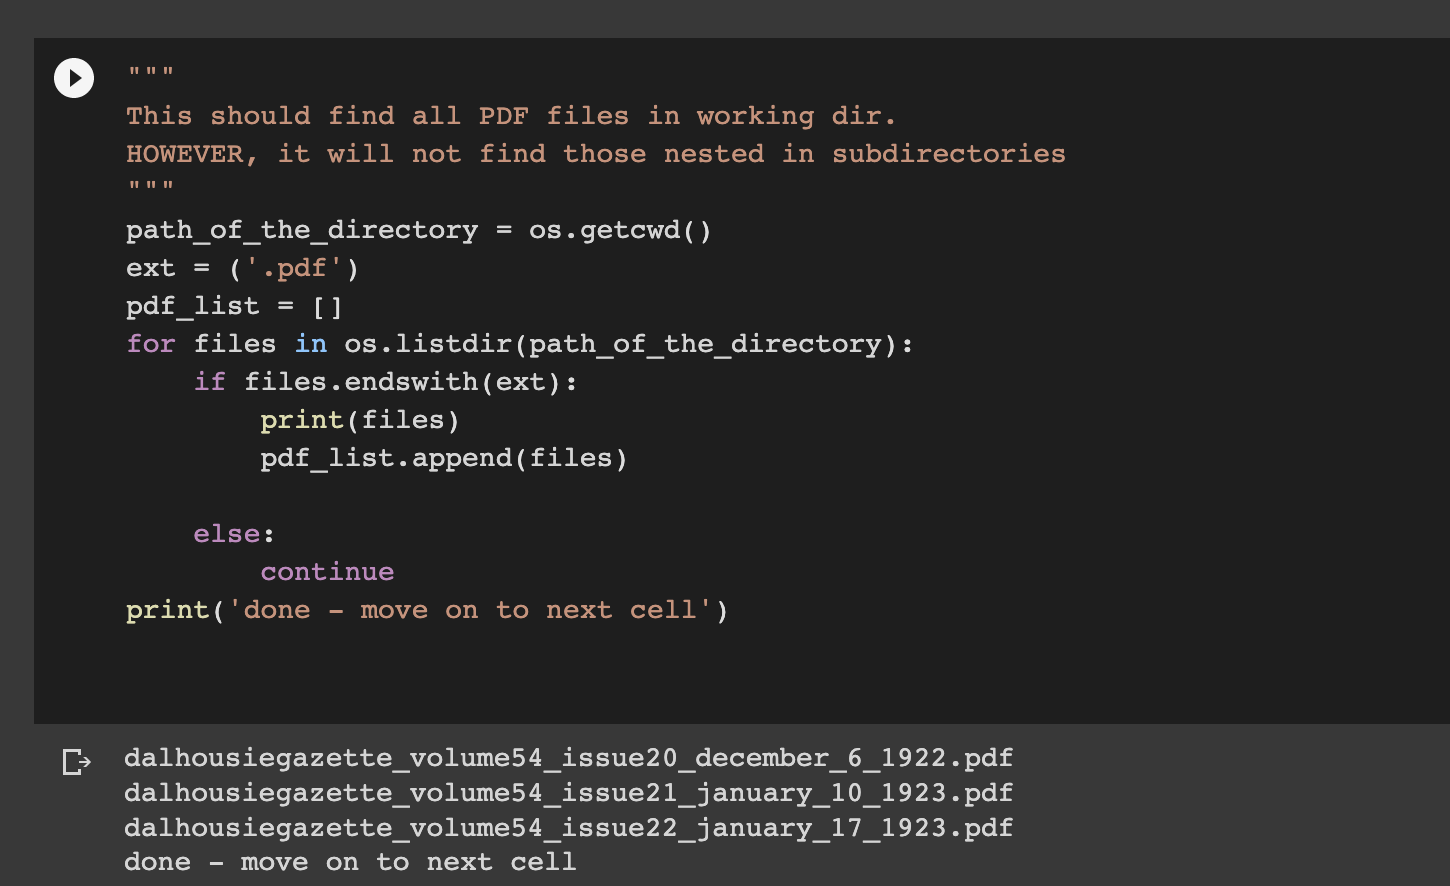 """
This should find all PDF files in working dir.
HOWEVER, it will not find those nested in subdirectories
"""
path_of_the_directory = os.getcwd()
ext = ('.pdf')
pdf_list = []
for files in os.listdir(path_of_the_directory):
    if files.endswith(ext):
        print(files)
        pdf_list.append(files)
    else:
        continue
print('done - move on to next cell')
dalhousiegazette_volume54_issue20_december_6_1922.pdf
dalhousiegazette_volume54_issue21_january_10_1923.pdf
dalhousiegazette_volume54_issue22_january_17_1923.pdf
done - move on to next cell